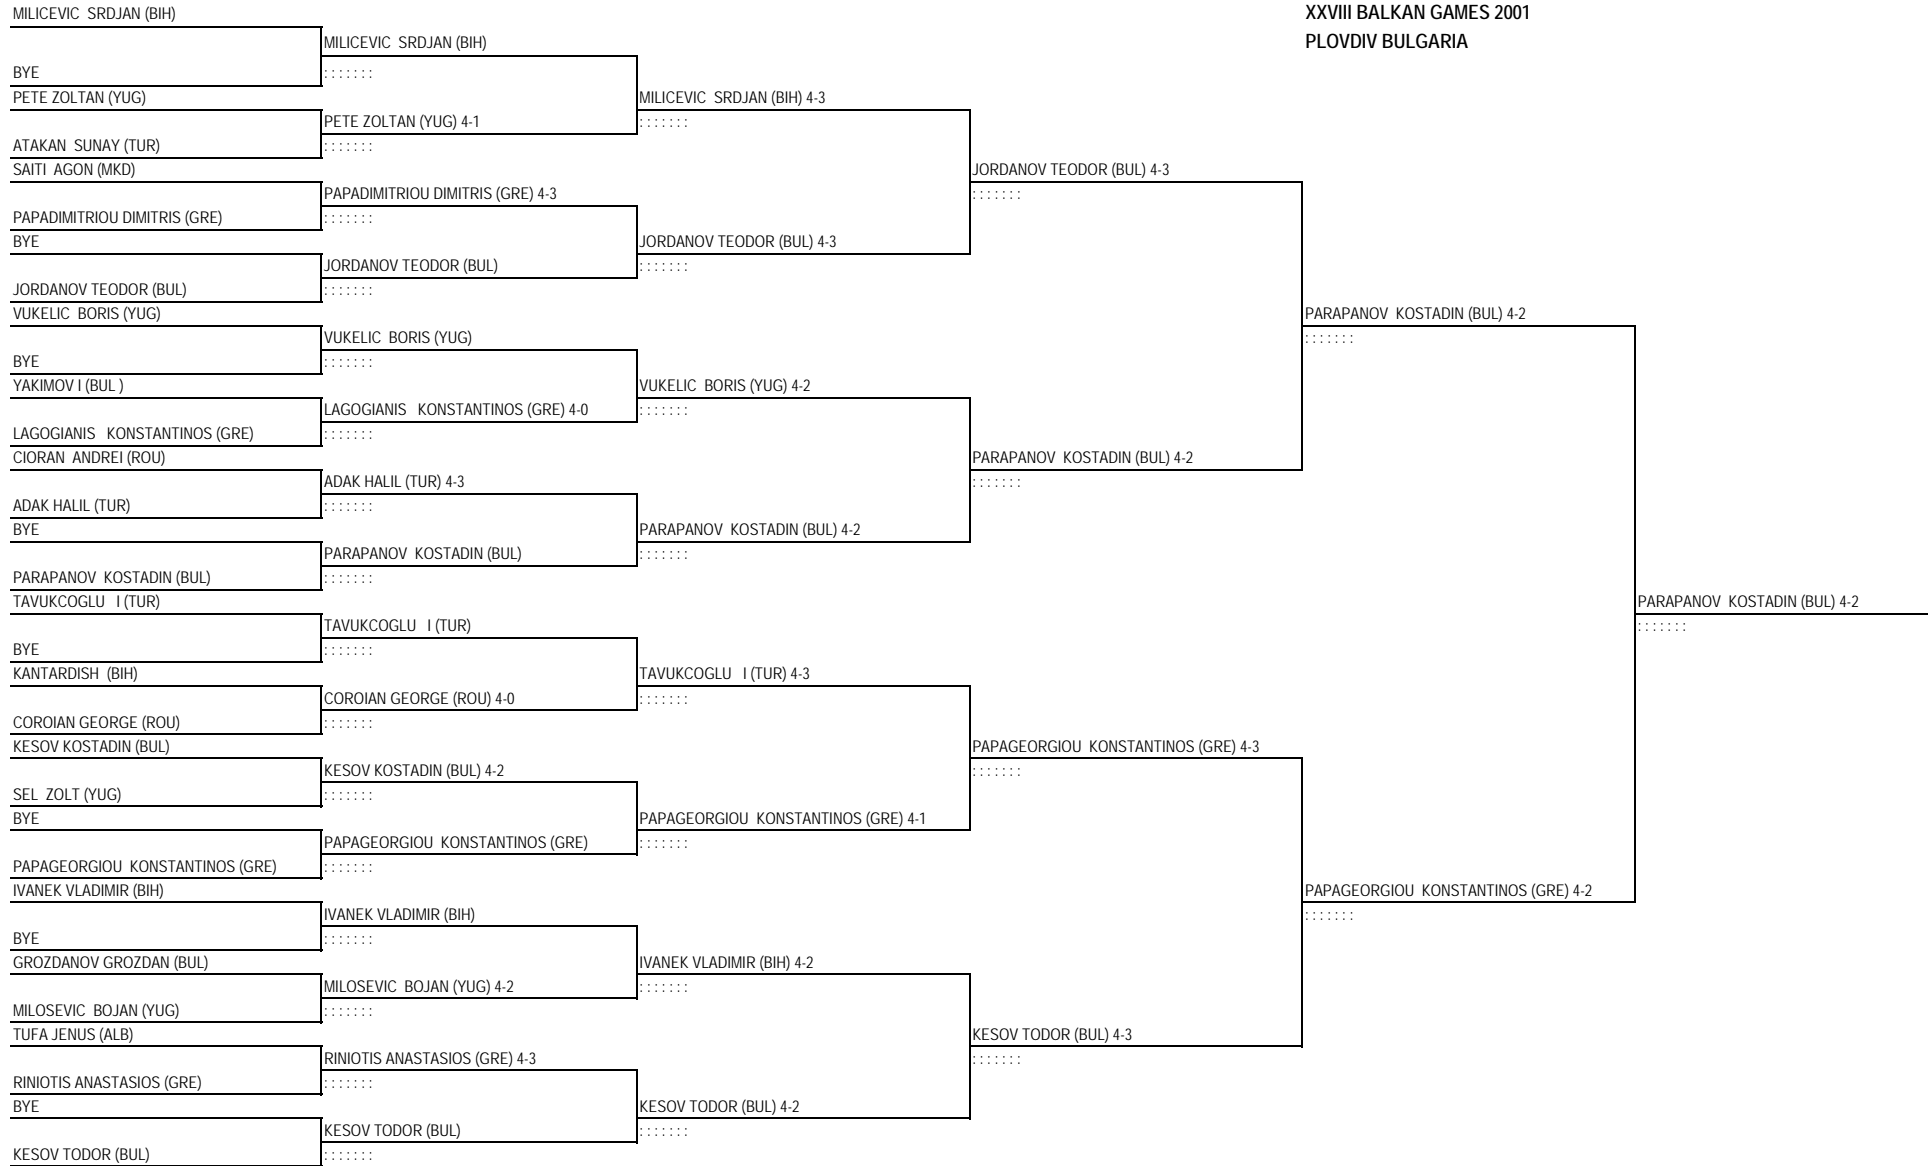 MILICEVIC SRDJAN (BIH)
XXVIII BALKAN GAMES 2001
MILICEVIC SRDJAN (BIH)
PLOVDIV BULGARIA
BYE
: : : : : : :
PETE ZOLTAN (YUG)
MILICEVIC SRDJAN (BIH) 4-3
PETE ZOLTAN (YUG) 4-1
: : : : : : :
ATAKAN SUNAY (TUR)
: : : : : : :
SAITI AGON (MKD)
JORDANOV TEODOR (BUL) 4-3
PAPADIMITRIOU DIMITRIS (GRE) 4-3
: : : : : : :
PAPADIMITRIOU DIMITRIS (GRE)
: : : : : : :
BYE
JORDANOV TEODOR (BUL) 4-3
JORDANOV TEODOR (BUL)
: : : : : : :
JORDANOV TEODOR (BUL)
: : : : : : :
VUKELIC BORIS (YUG)
PARAPANOV KOSTADIN (BUL) 4-2
VUKELIC BORIS (YUG)
: : : : : : :
BYE
: : : : : : :
YAKIMOV I (BUL )
VUKELIC BORIS (YUG) 4-2
LAGOGIANIS KONSTANTINOS (GRE) 4-0
: : : : : : :
LAGOGIANIS KONSTANTINOS (GRE)
: : : : : : :
CIORAN ANDREI (ROU)
PARAPANOV KOSTADIN (BUL) 4-2
ADAK HALIL (TUR) 4-3
: : : : : : :
ADAK HALIL (TUR)
: : : : : : :
BYE
PARAPANOV KOSTADIN (BUL) 4-2
PARAPANOV KOSTADIN (BUL)
: : : : : : :
PARAPANOV KOSTADIN (BUL)
: : : : : : :
TAVUKCOGLU I (TUR)
PARAPANOV KOSTADIN (BUL) 4-2
TAVUKCOGLU I (TUR)
: : : : : : :
BYE
: : : : : : :
KANTARDISH (BIH)
TAVUKCOGLU I (TUR) 4-3
COROIAN GEORGE (ROU) 4-0
: : : : : : :
COROIAN GEORGE (ROU)
: : : : : : :
KESOV KOSTADIN (BUL)
PAPAGEORGIOU KONSTANTINOS (GRE) 4-3
KESOV KOSTADIN (BUL) 4-2
: : : : : : :
SEL ZOLT (YUG)
: : : : : : :
BYE
PAPAGEORGIOU KONSTANTINOS (GRE) 4-1
PAPAGEORGIOU KONSTANTINOS (GRE)
: : : : : : :
PAPAGEORGIOU KONSTANTINOS (GRE)
: : : : : : :
IVANEK VLADIMIR (BIH)
PAPAGEORGIOU KONSTANTINOS (GRE) 4-2
IVANEK VLADIMIR (BIH)
: : : : : : :
BYE
: : : : : : :
GROZDANOV GROZDAN (BUL)
IVANEK VLADIMIR (BIH) 4-2
MILOSEVIC BOJAN (YUG) 4-2
: : : : : : :
MILOSEVIC BOJAN (YUG)
: : : : : : :
TUFA JENUS (ALB)
KESOV TODOR (BUL) 4-3
RINIOTIS ANASTASIOS (GRE) 4-3
: : : : : : :
RINIOTIS ANASTASIOS (GRE)
: : : : : : :
BYE
KESOV TODOR (BUL) 4-2
KESOV TODOR (BUL)
: : : : : : :
KESOV TODOR (BUL)
: : : : : : :